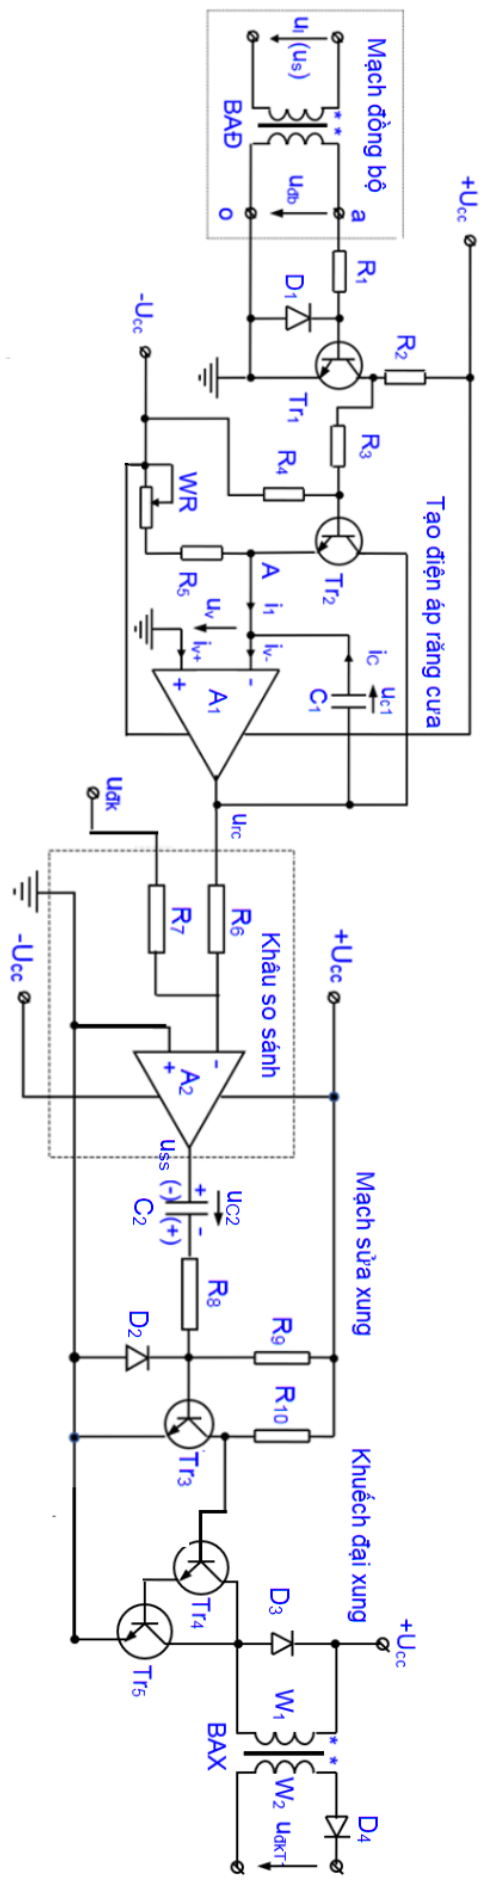 Mạch đồng bộ
u₁ (uₛ)
* *
BAĐ
uđb
a
o
+Ucc
R₁
D₁
R₂
-Ucc
Tr₁
R₃
R₄
WR
Tạo điện áp răng cưa
Tr₂
R₅
A
i₁
uv
iv-
iv+
iC
uc1
C₁
-
+
A₁
urc
uđk
R₆
R₇
Khâu so sánh
-Ucc
+Ucc
-
+
A₂
uss
+ -
(-) (+)
uC2
C₂
Mạch sửa xung
R₈
D₂
R₉
R₁₀
Tr₃
Khuếch đại xung
Tr₄
Tr₅
D₃
+Ucc
W₁
* *
BAX
W₂
D₄
uđkT1